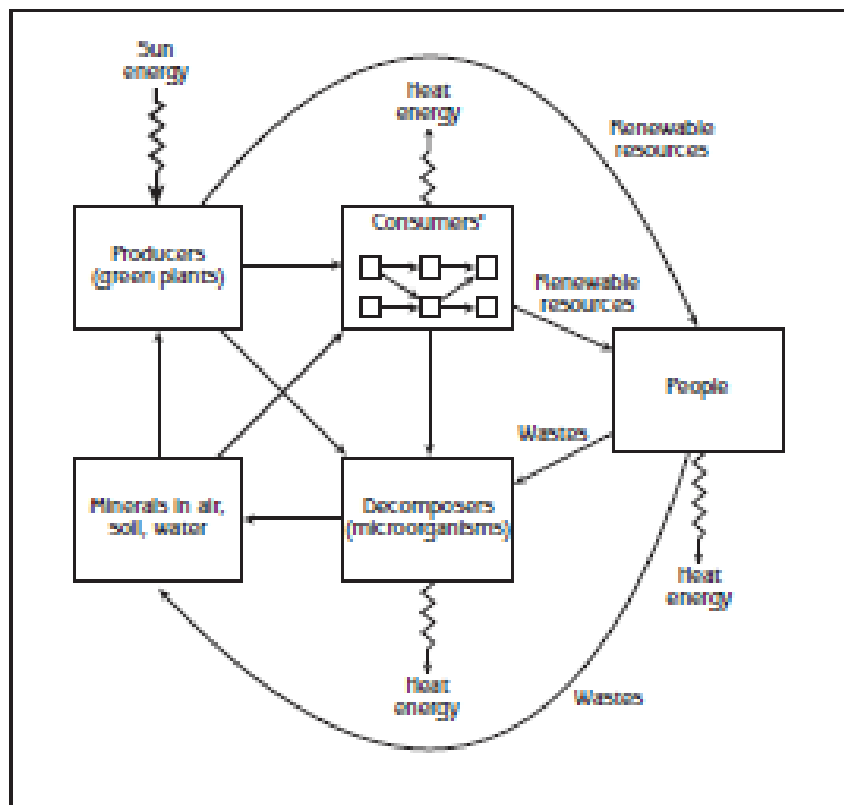 Sun
energy
Heat
energy
Renewable
resources
Producers
(green plants)
Consumers*
Renewable
resources
People
Wastes
Minerals in air,
soil, water
Decomposers
(microorganisms)
Heat
energy
Heat
energy
Wastes